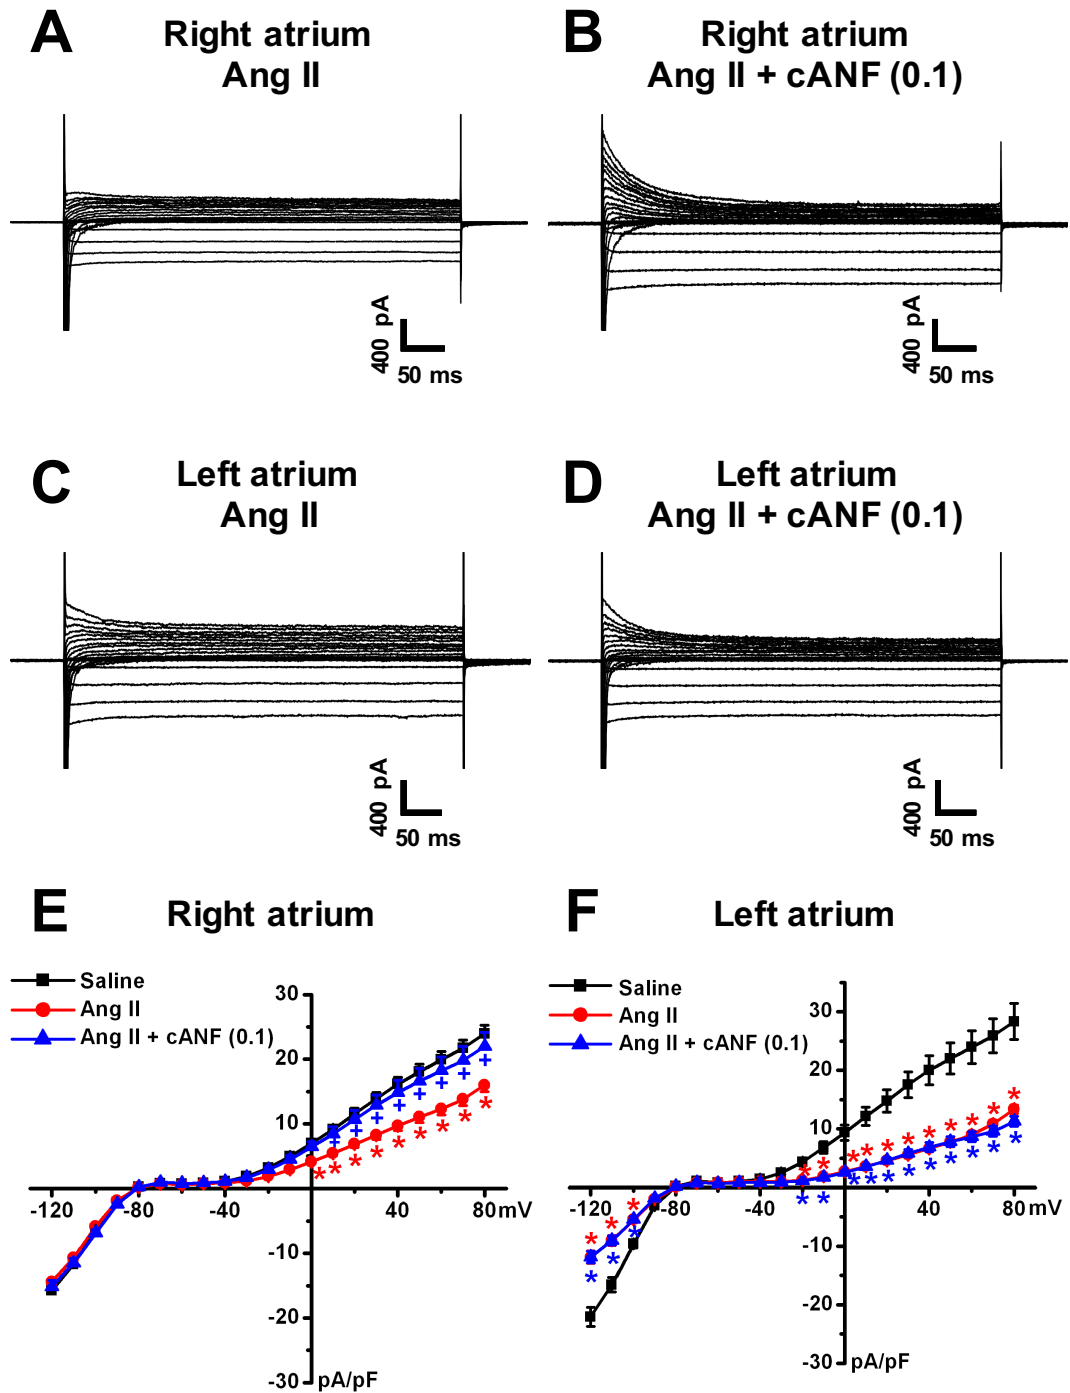 A
Right atrium
Ang II
400 pA
50 ms
B
Right atrium
Ang II + cANF (0.1)
400 pA
50 ms
C
Left atrium
Ang II
400 pA
50 ms
D
Left atrium
Ang II + cANF (0.1)
400 pA
50 ms
E
Right atrium
Saline
Ang II
Ang II + cANF (0.1)
30
20
10
-120
-80
-40
40
80
mV
-10
-20
-30
pA/pF
F
Left atrium
Saline
Ang II
Ang II + cANF (0.1)
30
20
10
-120
-80
-40
40
80
mV
-10
-20
-30
pA/pF